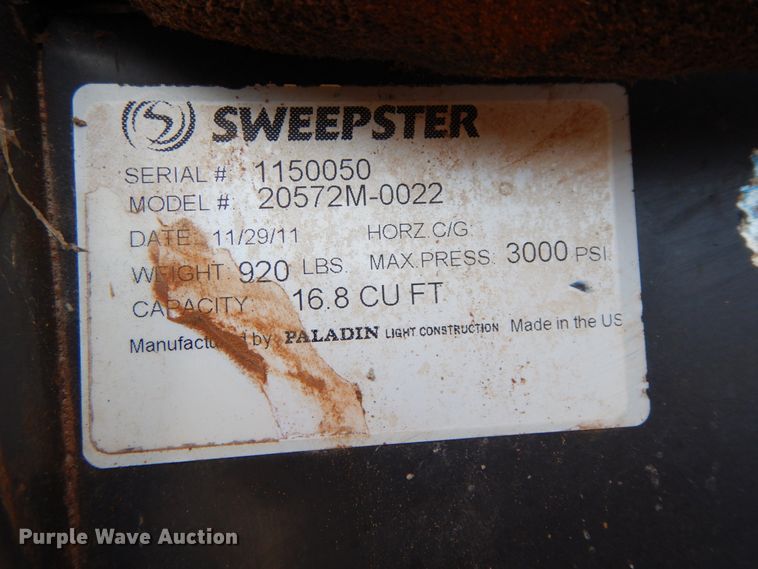 SWEEPSTER
SERIAL # 1150050
MODEL # 20572M-0022
DATE: 11/29/11 HORZ.C/G:
WEIGHT: 920 LBS. MAX.PRESS: 3000 PSI
CAPACITY 16.8 CU FT
Manufactured by PALADIN LIGHT CONSTRUCTION Made in the US
Purple Wave Auction